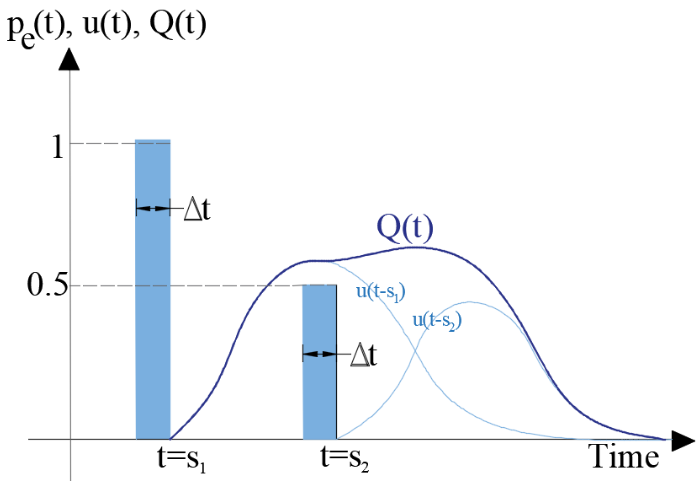 pₑ(t), u(t), Q(t)
1
Δt
Q(t)
0.5
u(t-s₁)
u(t-s₂)
Δt
t=s₁
t=s₂
Time